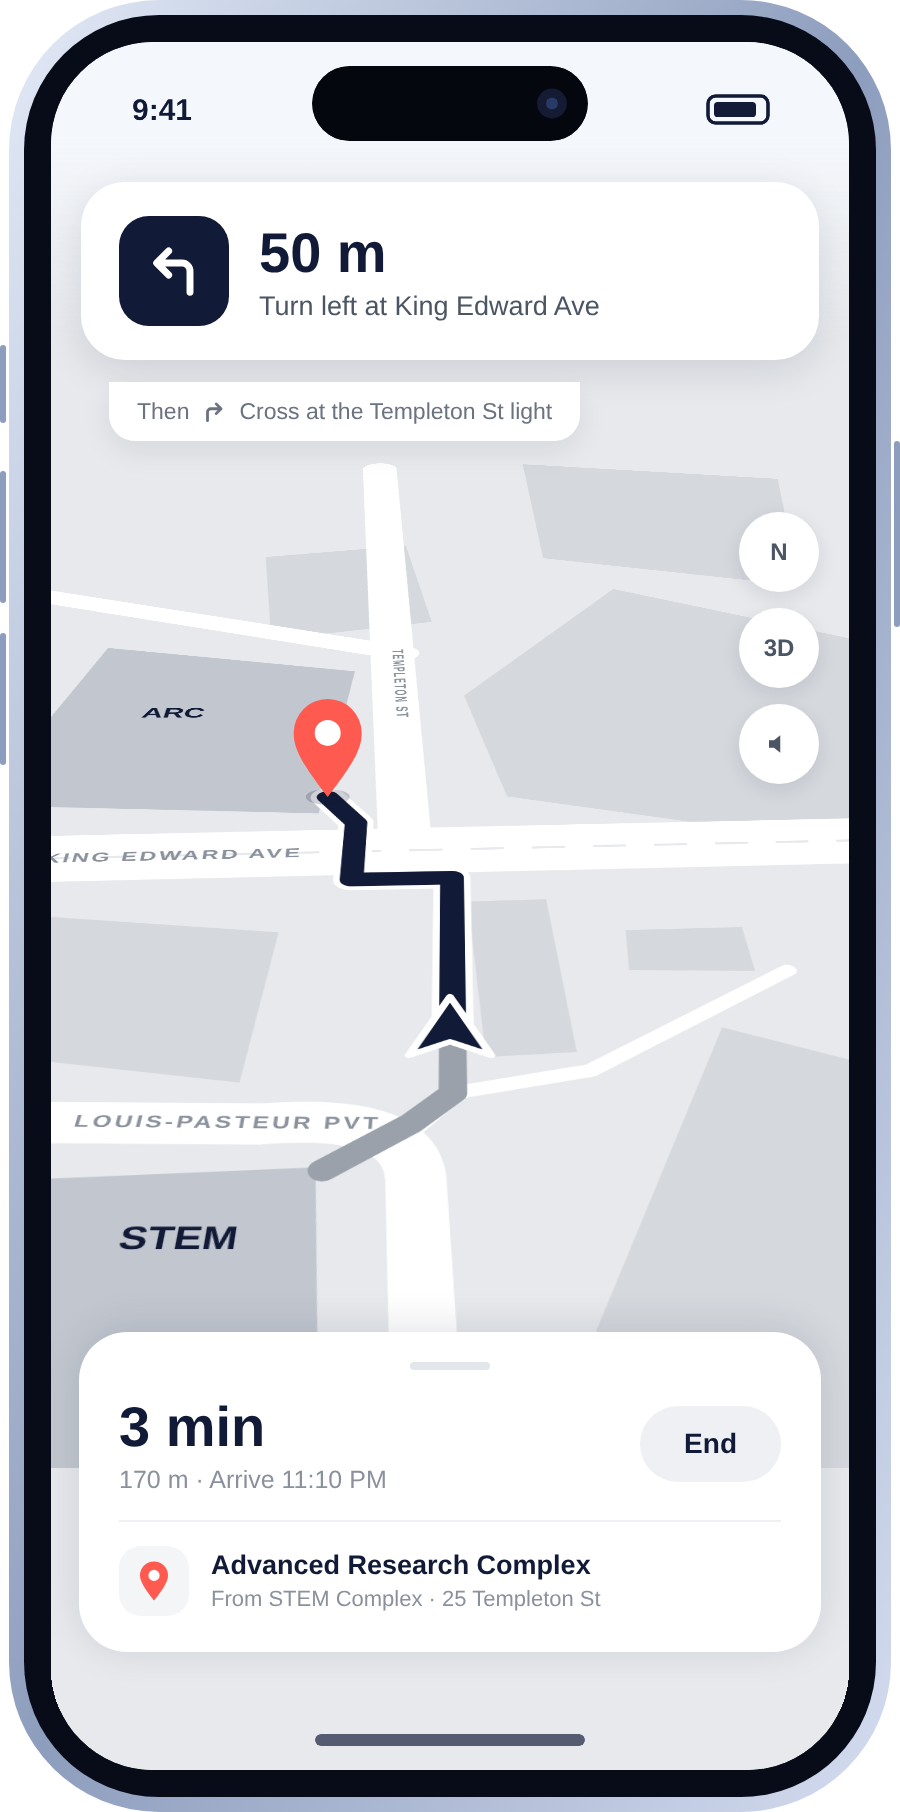 9:41
50 m
Turn left at King Edward Ave
Then Cross at the Templeton St light
N
3D
TEMPLETON ST
ARC
KING EDWARD AVE
LOUIS-PASTEUR PVT
STEM
3 min
170 m · Arrive 11:10 PM
End
Advanced Research Complex
From STEM Complex · 25 Templeton St